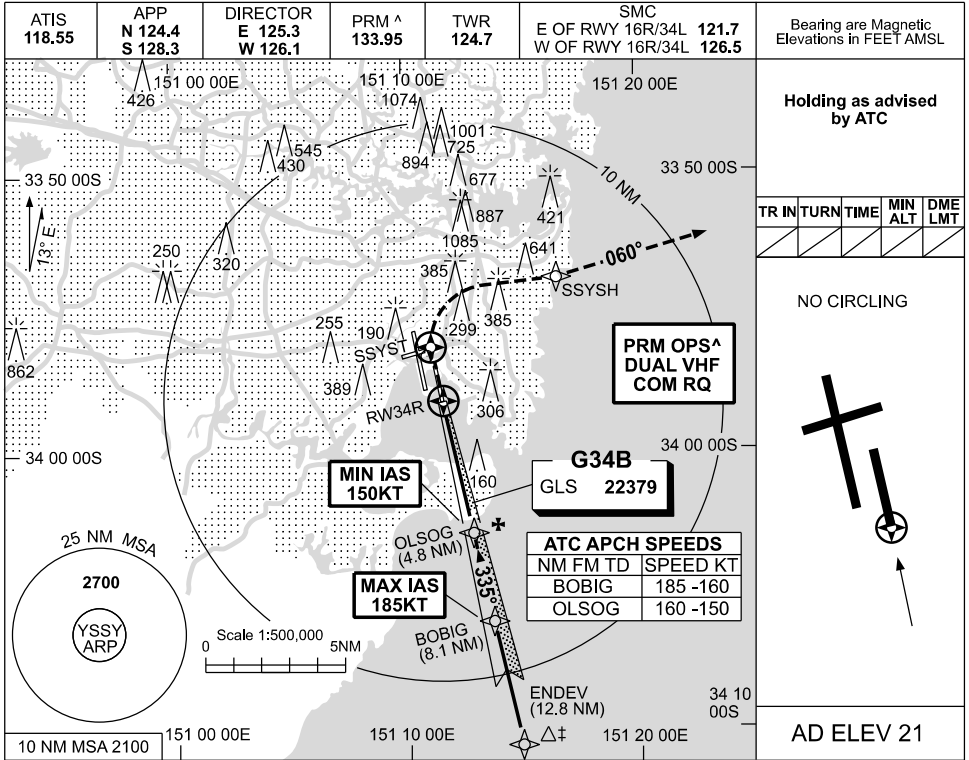 ATIS
118.55
APP
N 124.4
S 128.3
DIRECTOR
E 125.3
W 126.1
PRM ^
133.95
TWR
124.7
SMC
E OF RWY 16R/34L 121.7
W OF RWY 16R/34L 126.5
Bearing are Magnetic
Elevations in FEET AMSL
151 00 00E
151 10 00E
151 20 00E
426
1074
1001
725
894
545
430
677
10 NM
33 50 00S
33 50 00S
887
421
1085
13° E
250
320
641
385
060°
SSYSH
385
299
255
190
SSYST
862
389
306
RW34R
PRM OPS^
DUAL VHF
COM RQ
34 00 00S
34 00 00S
160
MIN IAS
150KT
G34B
GLS 22379
OLSOG
(4.8 NM)
335°
ATC APCH SPEEDS
NM FM TD SPEED KT
BOBIG 185 -160
OLSOG 160 -150
MAX IAS
185KT
BOBIG
(8.1 NM)
25 NM MSA
2700
YSSY
ARP
Scale 1:500,000
0 5NM
ENDEV
(12.8 NM)
34 10
00S
10 NM MSA 2100
151 00 00E
151 10 00E
151 20 00E
Holding as advised
by ATC
TR IN TURN TIME MIN ALT DME LMT
NO CIRCLING
AD ELEV 21